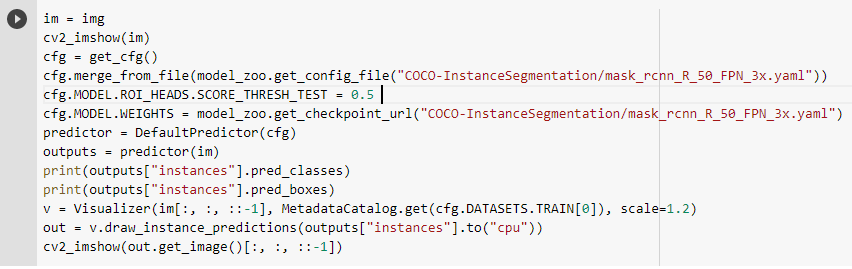 im = img
cv2_imshow(im)
cfg = get_cfg()
cfg.merge_from_file(model_zoo.get_config_file("COCO-InstanceSegmentation/mask_rcnn_R_50_FPN_3x.yaml"))
cfg.MODEL.ROI_HEADS.SCORE_THRESH_TEST = 0.5
cfg.MODEL.WEIGHTS = model_zoo.get_checkpoint_url("COCO-InstanceSegmentation/mask_rcnn_R_50_FPN_3x.yaml")
predictor = DefaultPredictor(cfg)
outputs = predictor(im)
print(outputs["instances"].pred_classes)
print(outputs["instances"].pred_boxes)
v = Visualizer(im[:, :, ::-1], MetadataCatalog.get(cfg.DATASETS.TRAIN[0]), scale=1.2)
out = v.draw_instance_predictions(outputs["instances"].to("cpu"))
cv2_imshow(out.get_image()[:, :, ::-1])